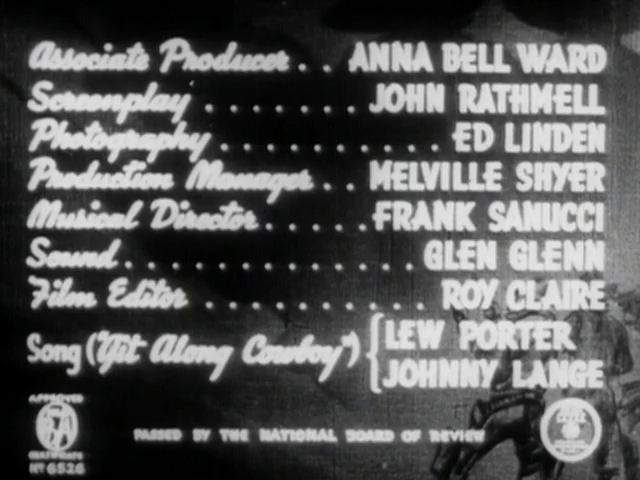 Associate Producer . . ANNA BELL WARD
Screenplay . . . . . . . JOHN RATHMELL
Photography . . . . . . . . . . ED LINDEN
Production Manager . . MELVILLE SHYER
Musical Director . . . . . FRANK SANUCCI
Sound . . . . . . . . . . . . . . GLEN GLENN
Film Editor . . . . . . . . . . ROY CLAIRE
Song ("Git Along Cowboy") { LEW PORTER
JOHNNY LANGE
APPROVED
CERTIFICATE
Nº 6526
PASSED BY THE NATIONAL BOARD OF REVIEW